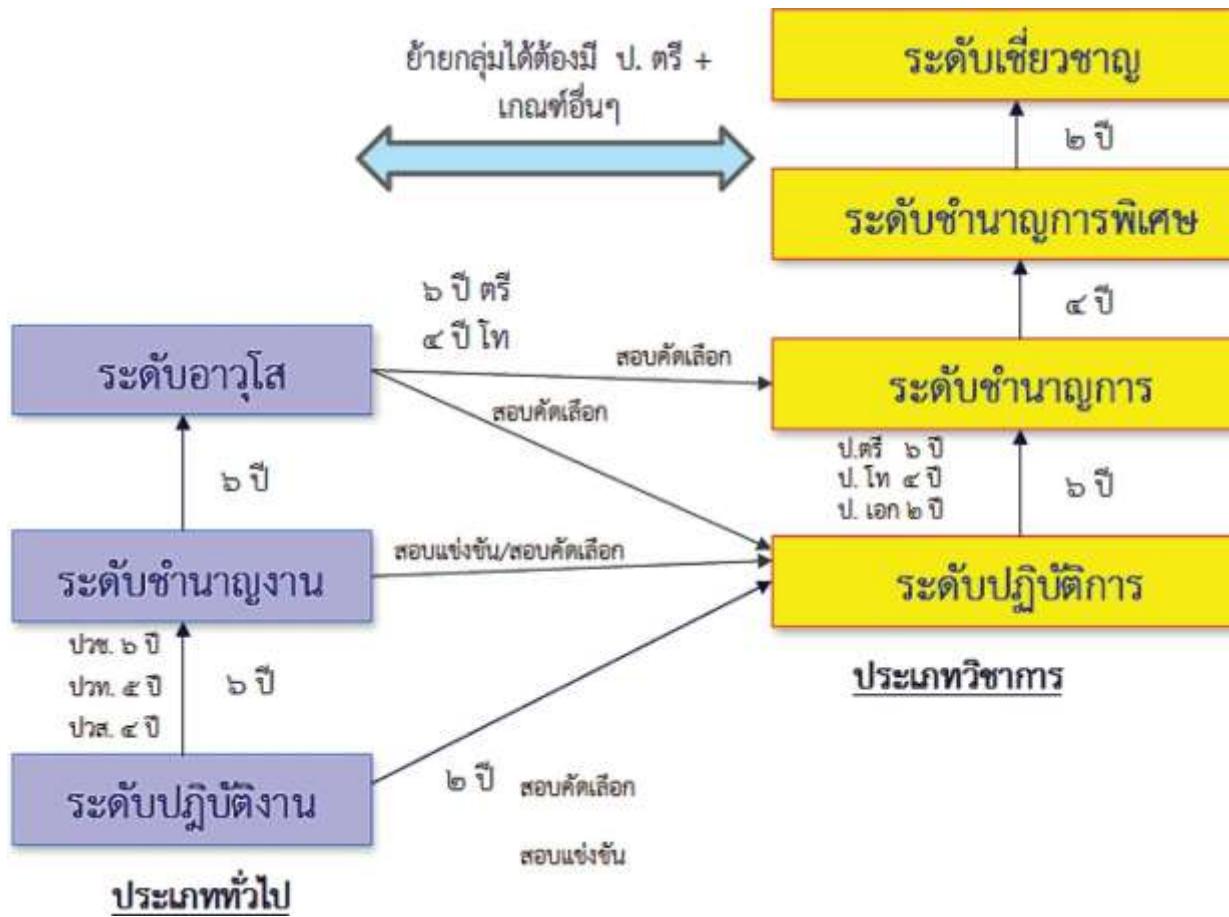 ย้ายกลุ่มได้ต้องมี ป. ตรี +
เกณฑ์อื่นๆ
ระดับเชี่ยวชาญ
๒ ปี
ระดับชำนาญการพิเศษ
๔ ปี
๖ ปี ตรี
๔ ปี โท
สอบคัดเลือก
ระดับอาวุโส
ระดับชำนาญการ
สอบคัดเลือก
ป.ตรี ๖ ปี
ป. โท ๔ ปี
ป. เอก ๒ ปี
๖ ปี
๖ ปี
สอบแข่งขัน/สอบคัดเลือก
ระดับชำนาญงาน
ระดับปฏิบัติการ
ปวช. ๖ ปี
ปวท. ๕ ปี
ปวส. ๔ ปี
๖ ปี
ประเภทวิชาการ
ระดับปฎิบัติงาน
๒ ปี
สอบคัดเลือก
สอบแข่งขัน
ประเภททั่วไป